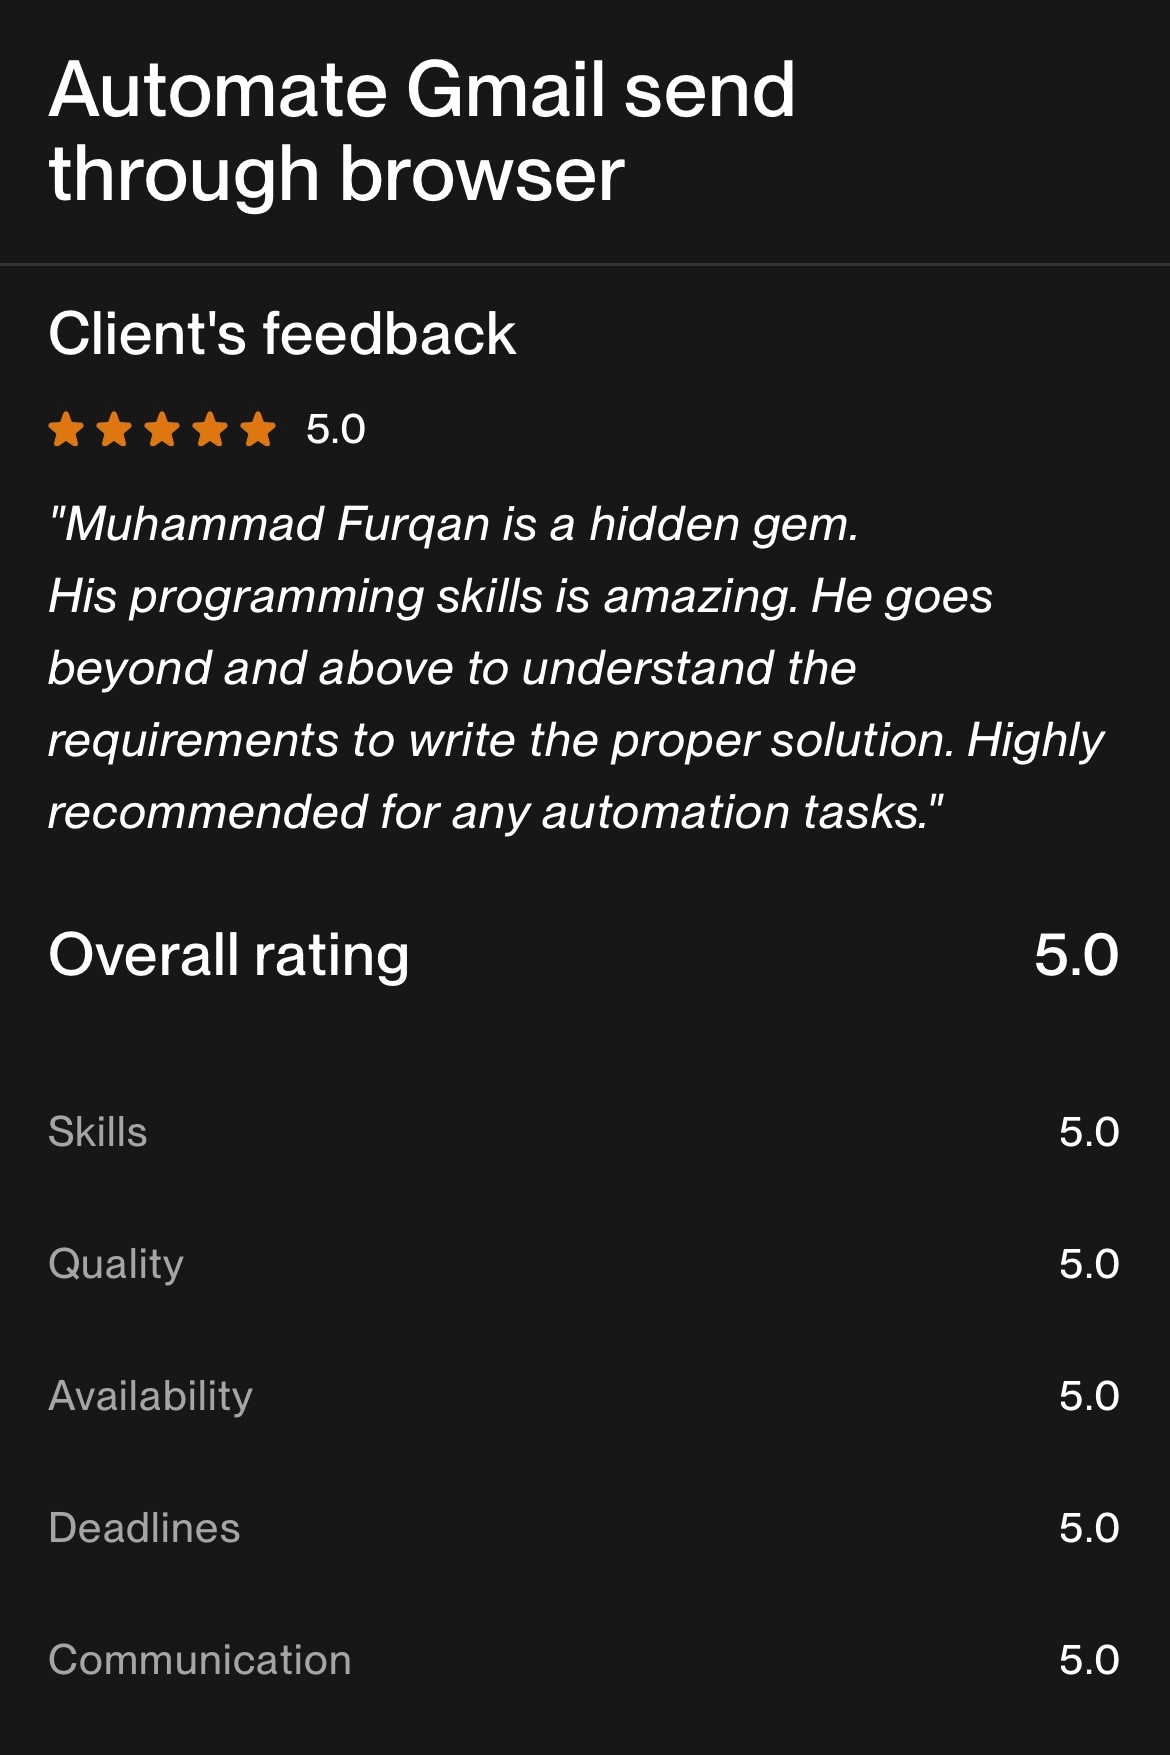 Automate Gmail send
through browser
Client's feedback
5.0
"Muhammad Furqan is a hidden gem.
His programming skills is amazing. He goes
beyond and above to understand the
requirements to write the proper solution. Highly
recommended for any automation tasks."
Overall rating 5.0
Skills 5.0
Quality 5.0
Availability 5.0
Deadlines 5.0
Communication 5.0